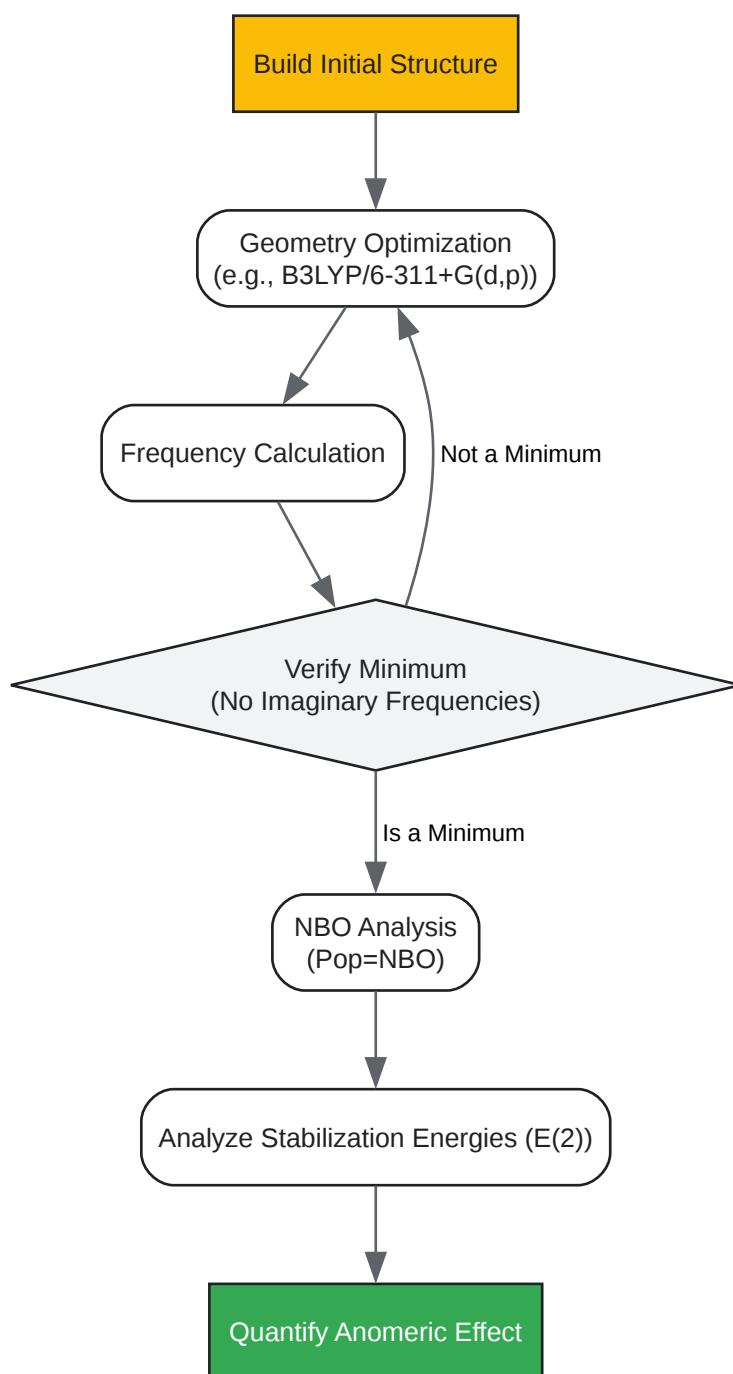 Build Initial Structure
Geometry Optimization
(e.g., B3LYP/6-311+G(d,p))
Frequency Calculation
Not a Minimum
Verify Minimum
(No Imaginary Frequencies)
Is a Minimum
NBO Analysis
(Pop=NBO)
Analyze Stabilization Energies (E(2))
Quantify Anomeric Effect